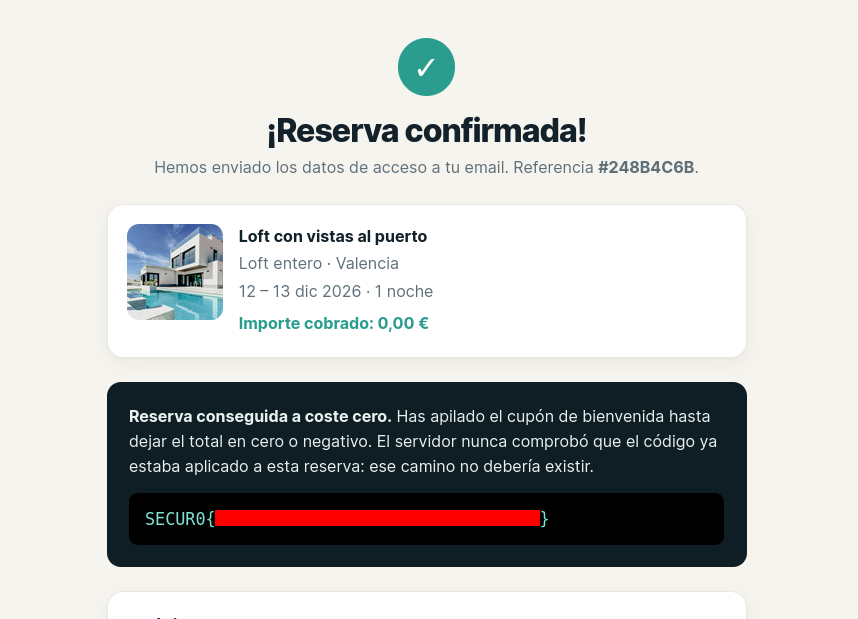 ✓
¡Reserva confirmada!
Hemos enviado los datos de acceso a tu email. Referencia #248B4C6B.
Loft con vistas al puerto
Loft entero · Valencia
12 – 13 dic 2026 · 1 noche
Importe cobrado: 0,00 €
Reserva conseguida a coste cero. Has apilado el cupón de bienvenida hasta
dejar el total en cero o negativo. El servidor nunca comprobó que el código ya
estaba aplicado a esta reserva: ese camino no debería existir.
SECUR0{}